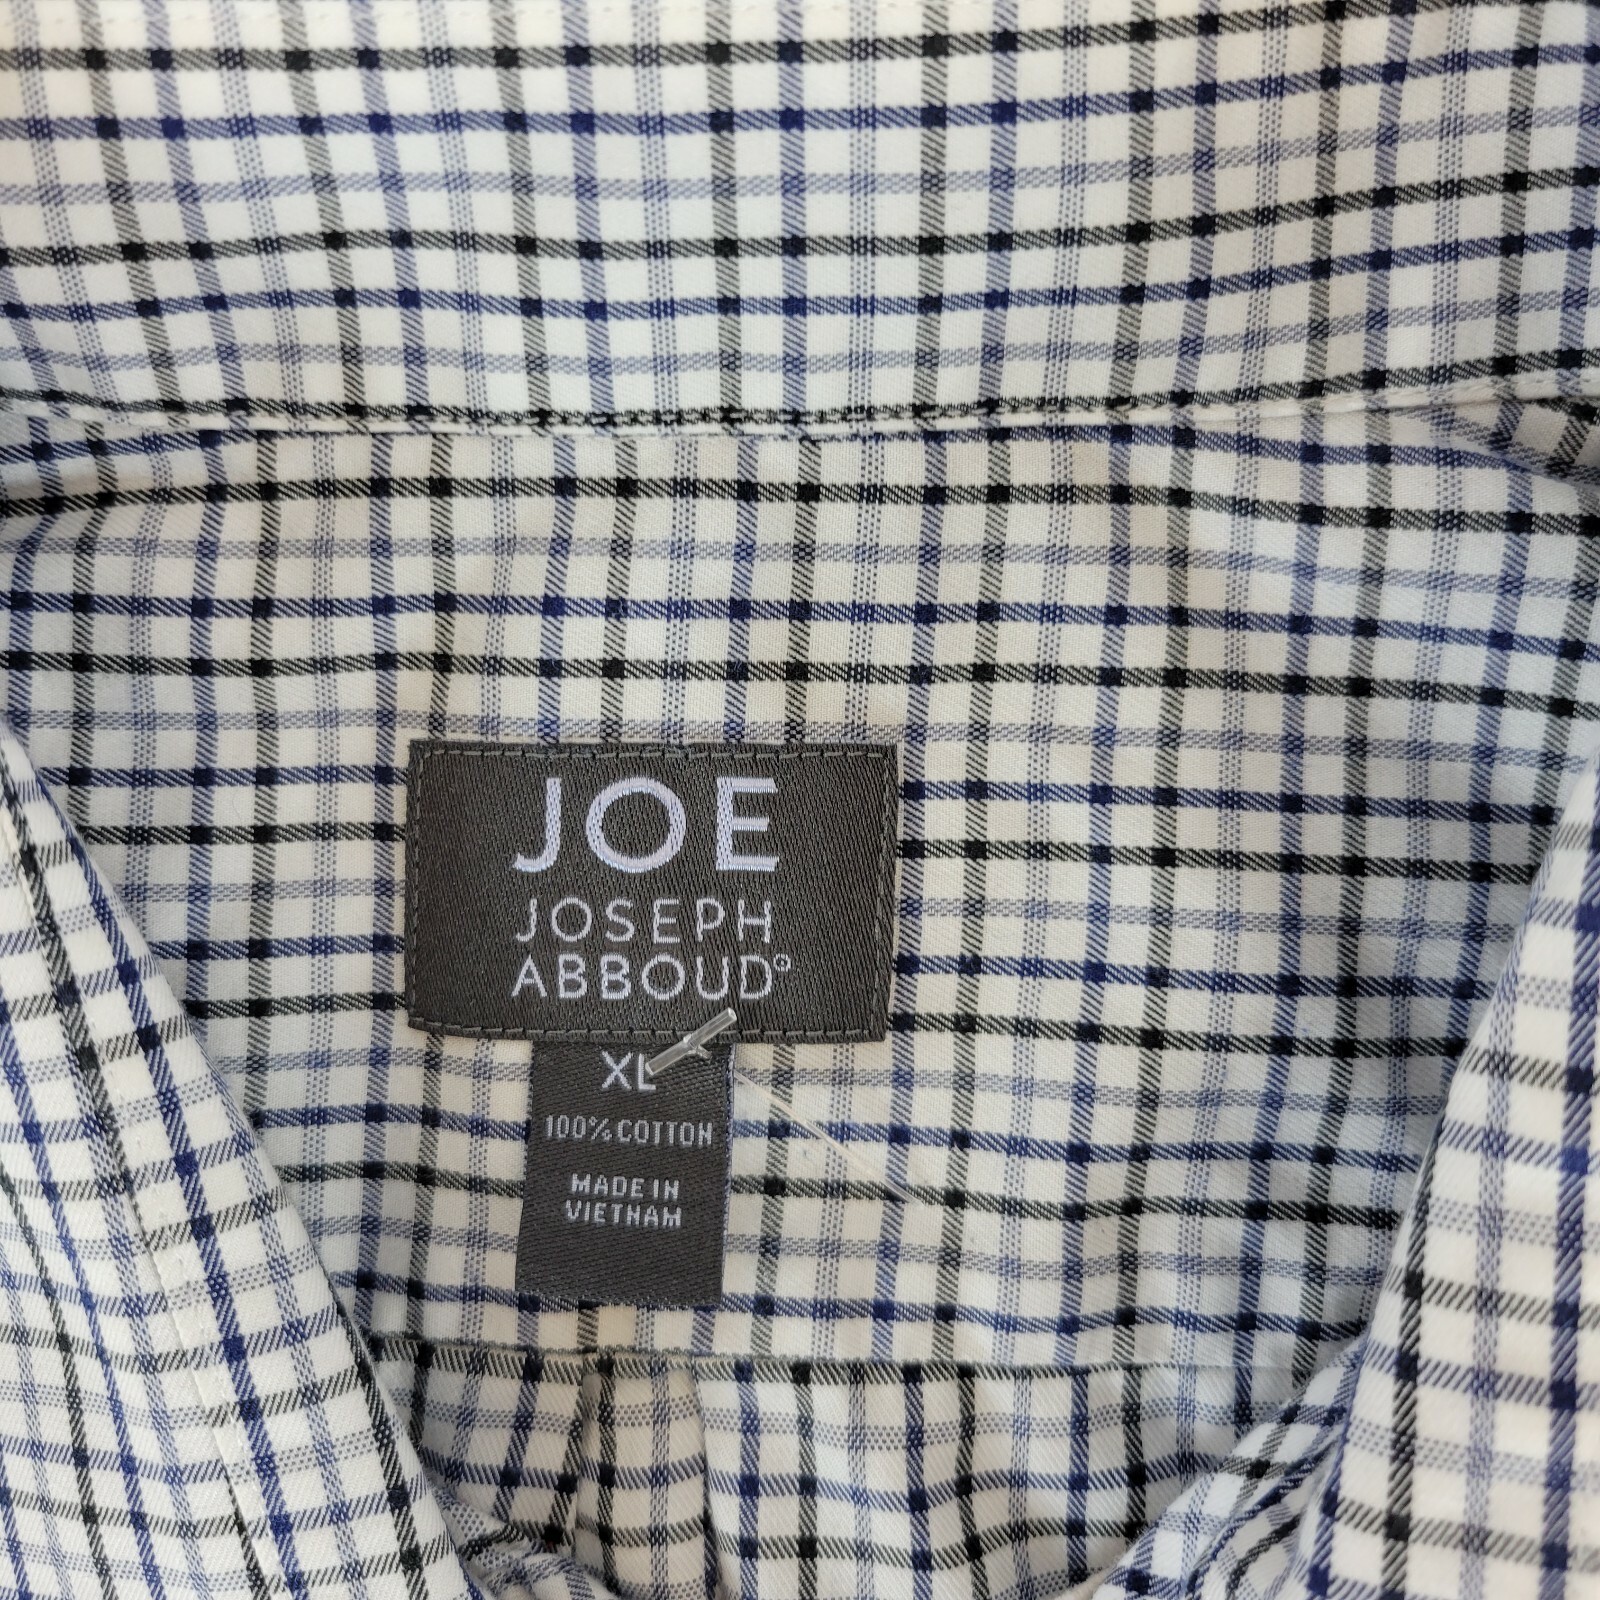 JOE
JOSEPH
ABBOUD®
XL
100% COTTON
MADE IN
VIETNAM